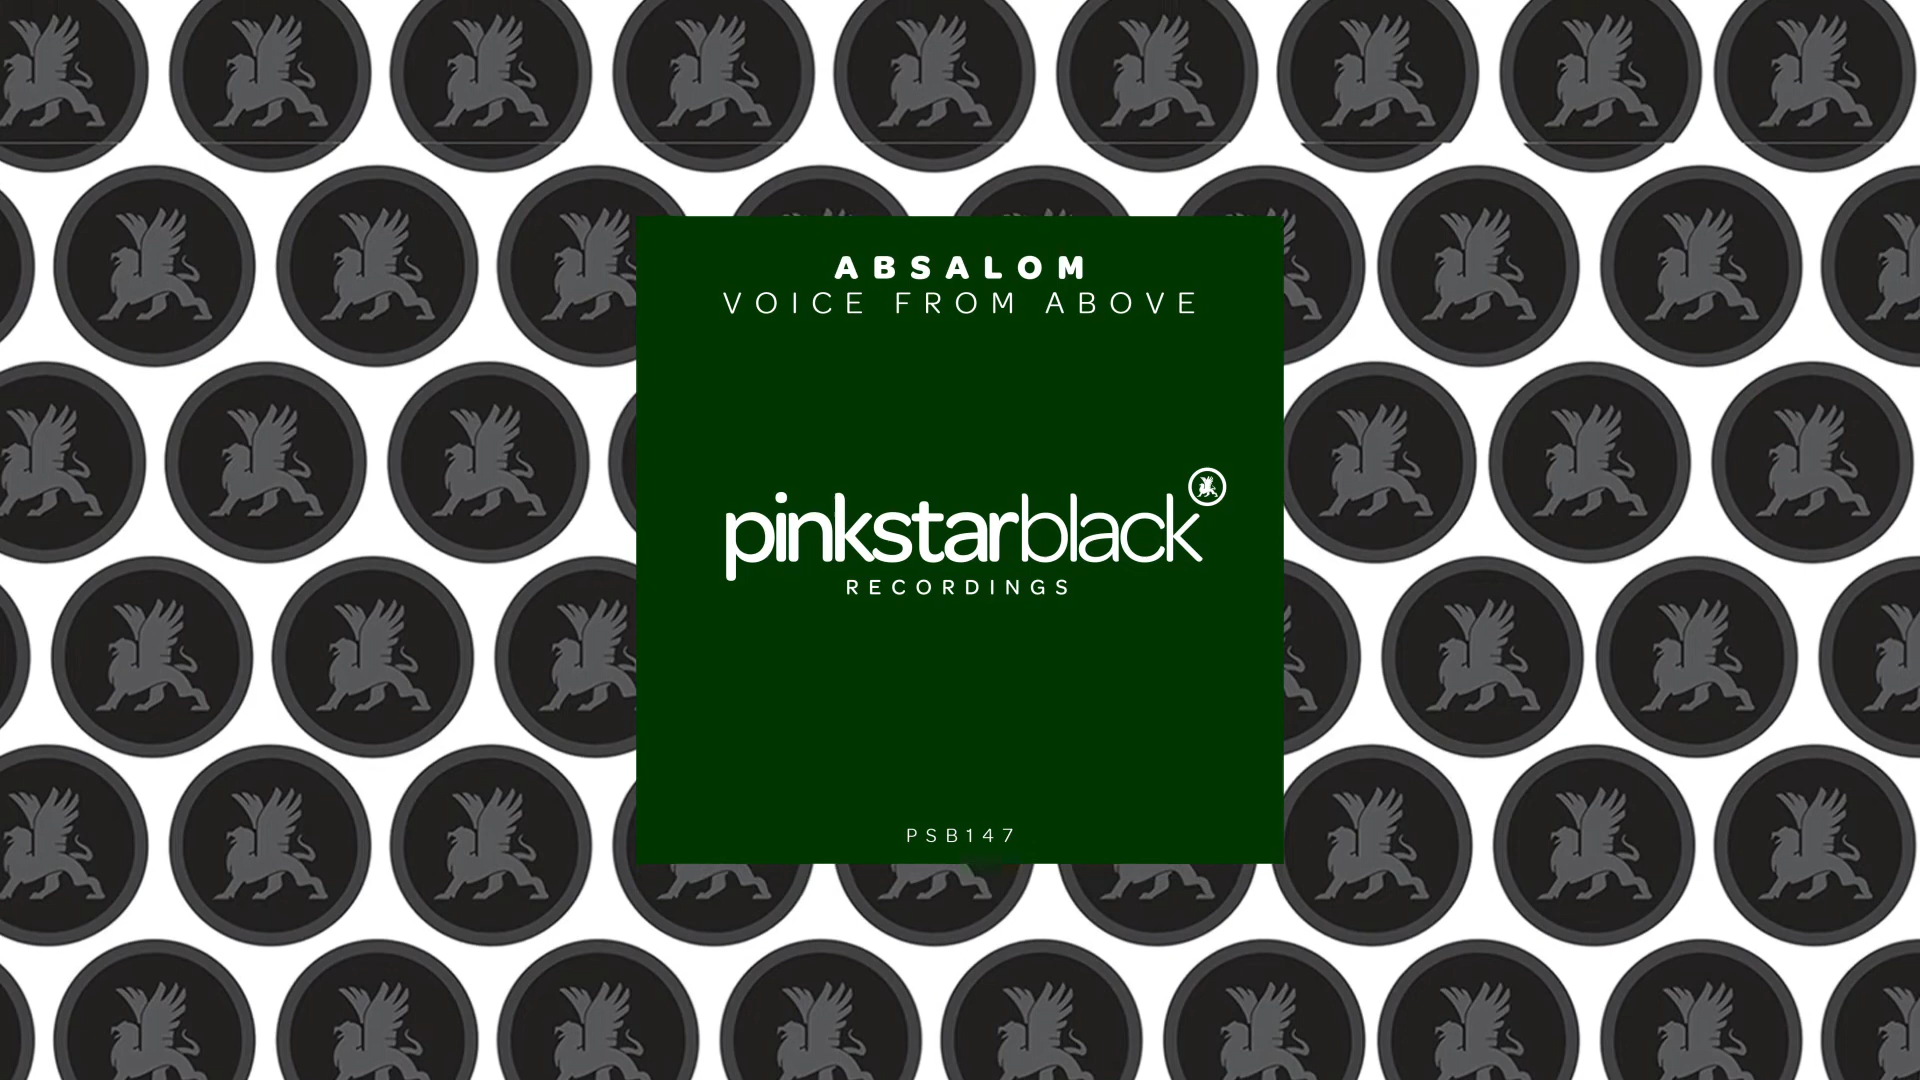 ABSALOM
VOICE FROM ABOVE
pinkstarblack
RECORDINGS
PSB147